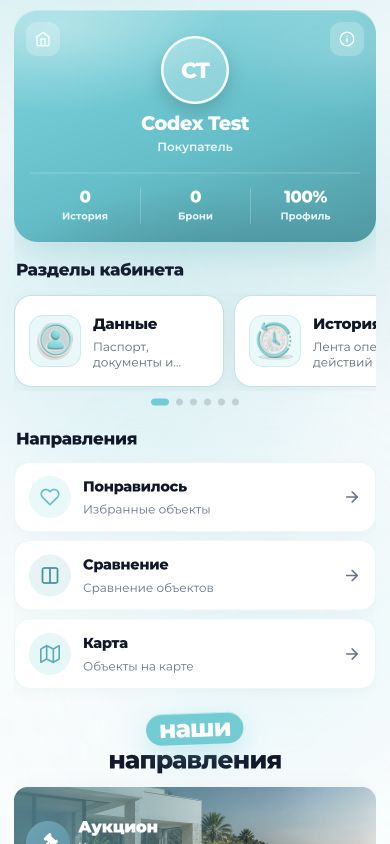 CT
Codex Test
Покупатель
0
История
0
Брони
100%
Профиль
Разделы кабинета
Данные
Паспорт,
документы и...
История
Лента опе
действий
Направления
Понравилось
Избранные объекты
Сравнение
Сравнение объектов
Карта
Объекты на карте
наши
направления
Аукцион